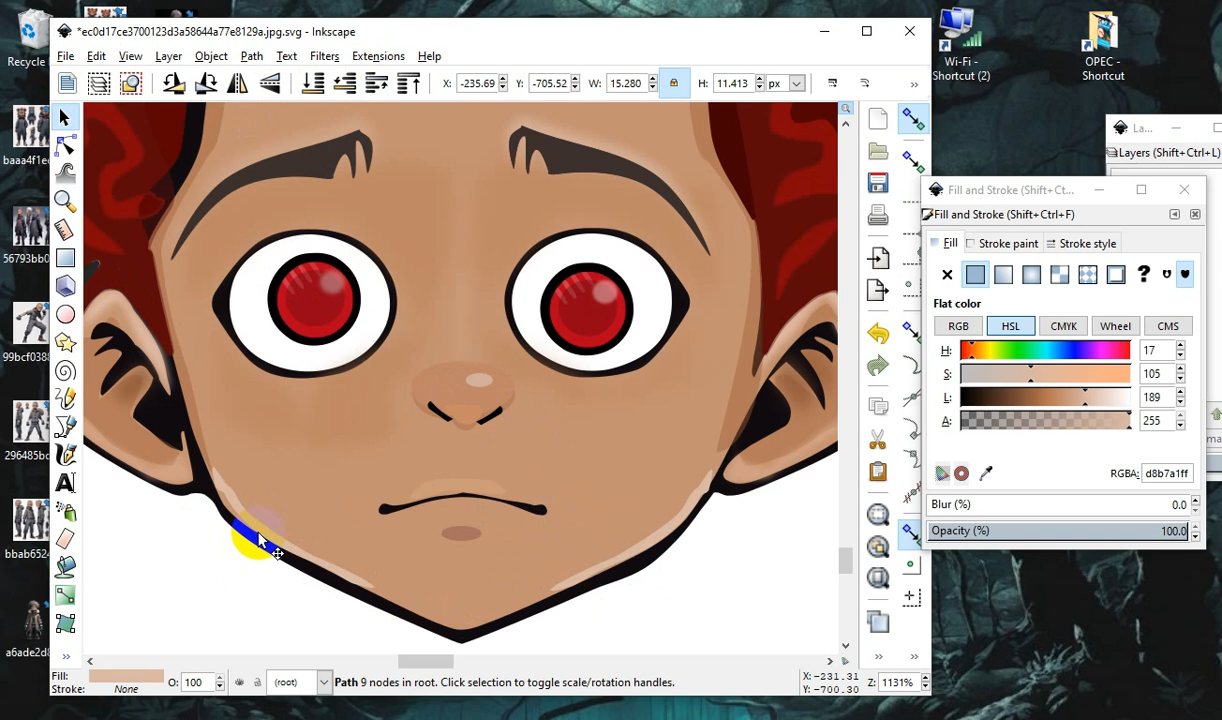 Recycle
*ec0d17ce3700123d3a58644a77e8129a.jpg.svg - Inkscape
File Edit View Layer Object Path Text Filters Extensions Help
X: -235.69 Y: -705.52 W: 15.280 H: 11.413 px
Wi-Fi -
Shortcut (2)
OPEC -
Shortcut
La...
Layers (Shift+Ctrl+L)
Fill and Stroke (Shift+Ct...
Fill and Stroke (Shift+Ctrl+F)
Fill Stroke paint Stroke style
Flat color
RGB HSL CMYK Wheel CMS
H: 17
S: 105
L: 189
A: 255
RGBA: d8b7a1ff
Blur (%) 0.0
Opacity (%) 100.0
baaa4f1e
56793bb0
99bcf038
296485b
bbab652
a6ade2d8
Fill:
Stroke: None
O: 100
(root)
Path 9 nodes in root. Click selection to toggle scale/rotation handles.
X: -231.31
Y: -700.30
Z: 1131%